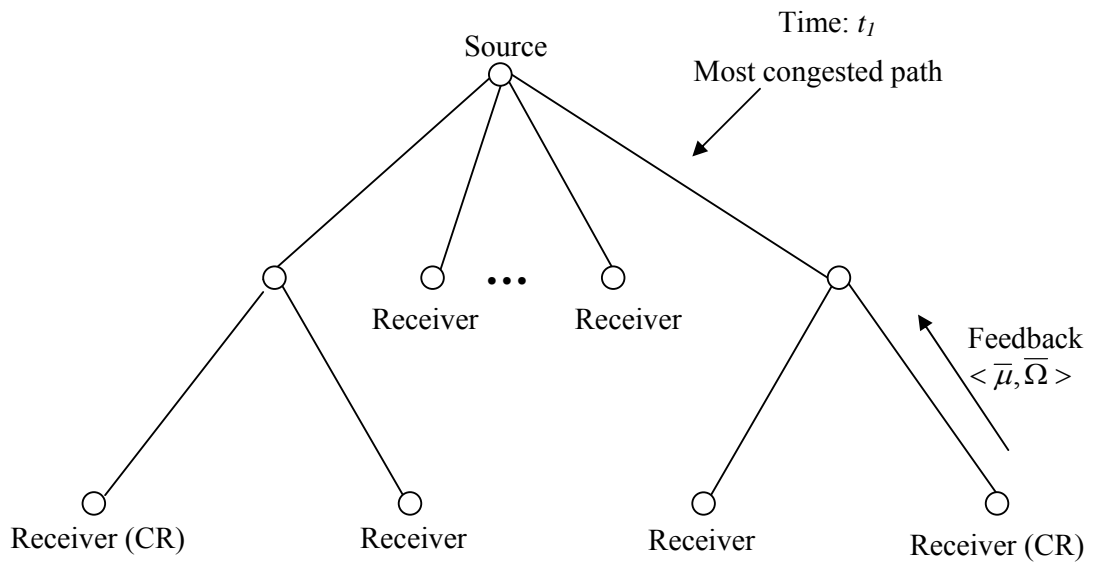 Time: t₁
Source
Most congested path
•••
Receiver
Receiver
Feedback
< μ̅, Ω̅ >
Receiver (CR)
Receiver
Receiver
Receiver (CR)